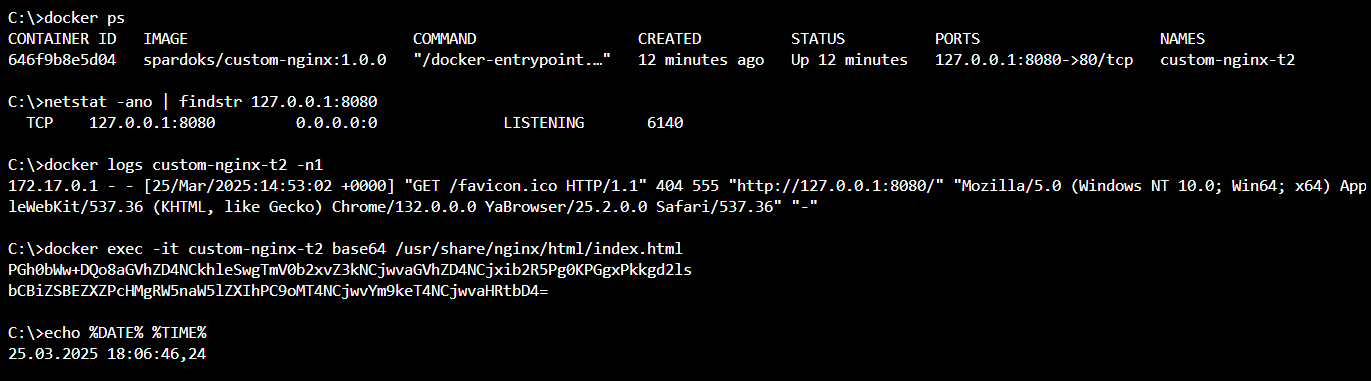 C:\>docker ps
CONTAINER ID   IMAGE                       COMMAND                  CREATED          STATUS          PORTS                    NAMES
646f9b8e5d04   spardoks/custom-nginx:1.0.0   "/docker-entrypoint.…"   12 minutes ago   Up 12 minutes   127.0.0.1:8080->80/tcp   custom-nginx-t2
C:\>netstat -ano | findstr 127.0.0.1:8080
  TCP    127.0.0.1:8080         0.0.0.0:0              LISTENING       6140
C:\>docker logs custom-nginx-t2 -n1
172.17.0.1 - - [25/Mar/2025:14:53:02 +0000] "GET /favicon.ico HTTP/1.1" 404 555 "http://127.0.0.1:8080/" "Mozilla/5.0 (Windows NT 10.0; Win64; x64) App
leWebKit/537.36 (KHTML, like Gecko) Chrome/132.0.0.0 YaBrowser/25.2.0.0 Safari/537.36" "-"
C:\>docker exec -it custom-nginx-t2 base64 /usr/share/nginx/html/index.html
PGh0bWw+DQo8aGVhZD4NCkhleSwgTmV0b2xvZ3kNCjwvaGVhZD4NCjxib2R5Pg0KPGgxPkkgd2ls
bCBiZSBEZXZPcHMgRW5naW5lZXIhPC9oMT4NCjwvYm9keT4NCjwvaHRtbD4=
C:\>echo %DATE% %TIME%
25.03.2025 18:06:46,24